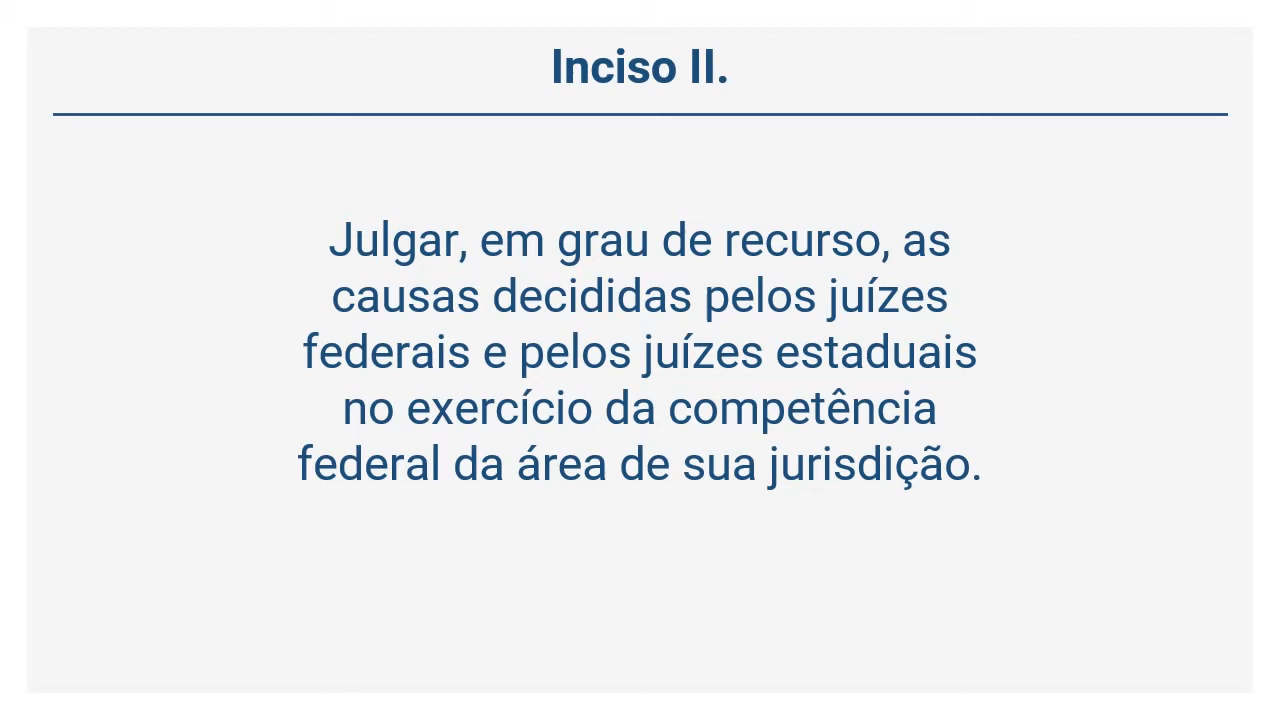 Inciso II.
Julgar, em grau de recurso, as
causas decididas pelos juízes
federais e pelos juízes estaduais
no exercício da competência
federal da área de sua jurisdição.